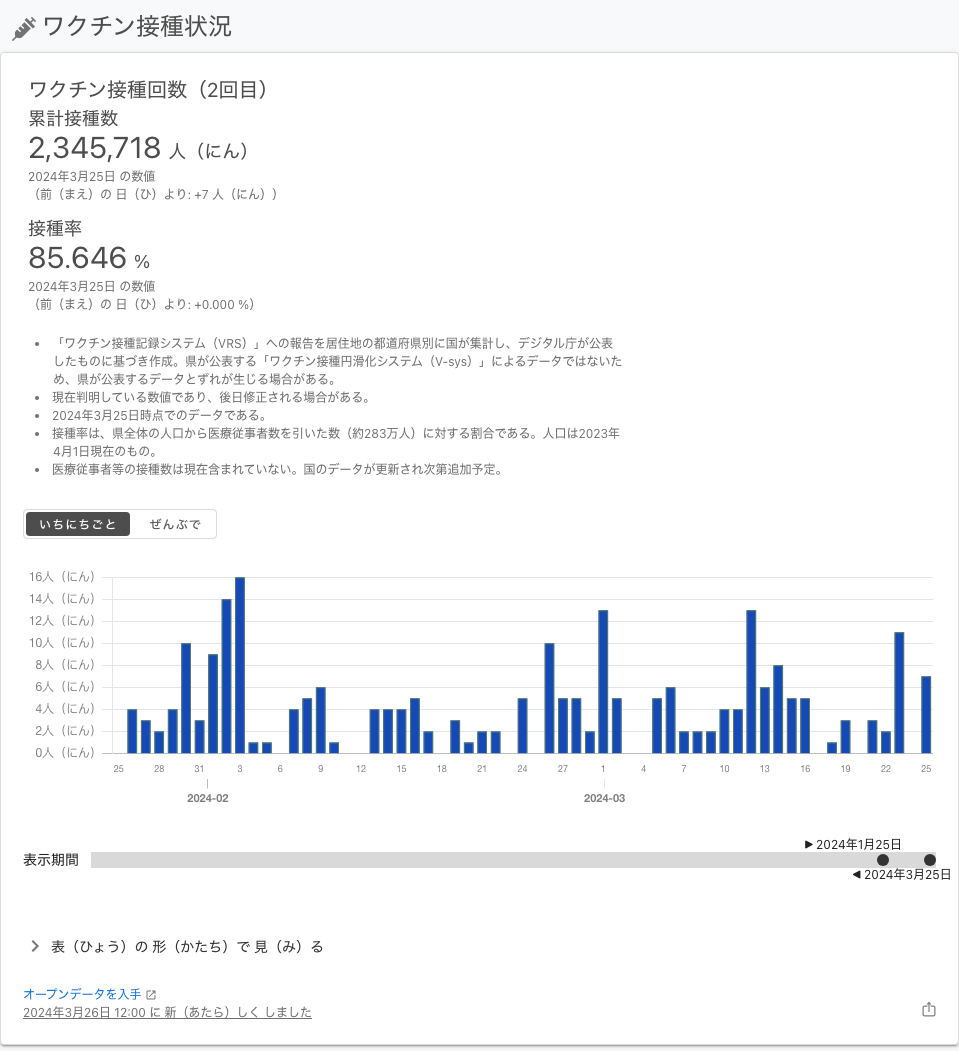 ワクチン接種状況
ワクチン接種回数（2回目）
累計接種数
2,345,718 人（にん）
2024年3月25日 の数値
（前（まえ）の 日（ひ）より: +7 人（にん））
接種率
85.646 %
2024年3月25日 の数値
（前（まえ）の 日（ひ）より: +0.000 %）
• 「ワクチン接種記録システム（VRS）」への報告を居住地の都道府県別に国が集計し、デジタル庁が公表
したものに基づき作成。県が公表する「ワクチン接種円滑化システム（V-sys）」によるデータではないた
め、県が公表するデータとずれが生じる場合がある。
• 現在判明している数値であり、後日修正される場合がある。
• 2024年3月25日時点でのデータである。
• 接種率は、県全体の人口から医療従事者数を引いた数（約283万人）に対する割合である。人口は2023年
4月1日現在のもの。
• 医療従事者等の接種数は現在含まれていない。国のデータが更新され次第追加予定。
いちにちごと ぜんぶで
16人（にん）
14人（にん）
12人（にん）
10人（にん）
8人（にん）
6人（にん）
4人（にん）
2人（にん）
0人（にん）
25 28 31 3 6 9 12 15 18 21 24 27 1 4 7 10 13 16 19 22 25
2024-02 2024-03
▶ 2024年1月25日
表示期間
◀ 2024年3月25日
表（ひょう）の 形（かたち）で 見（み）る
オープンデータを入手
2024年3月26日 12:00 に 新（あたら）しく しました